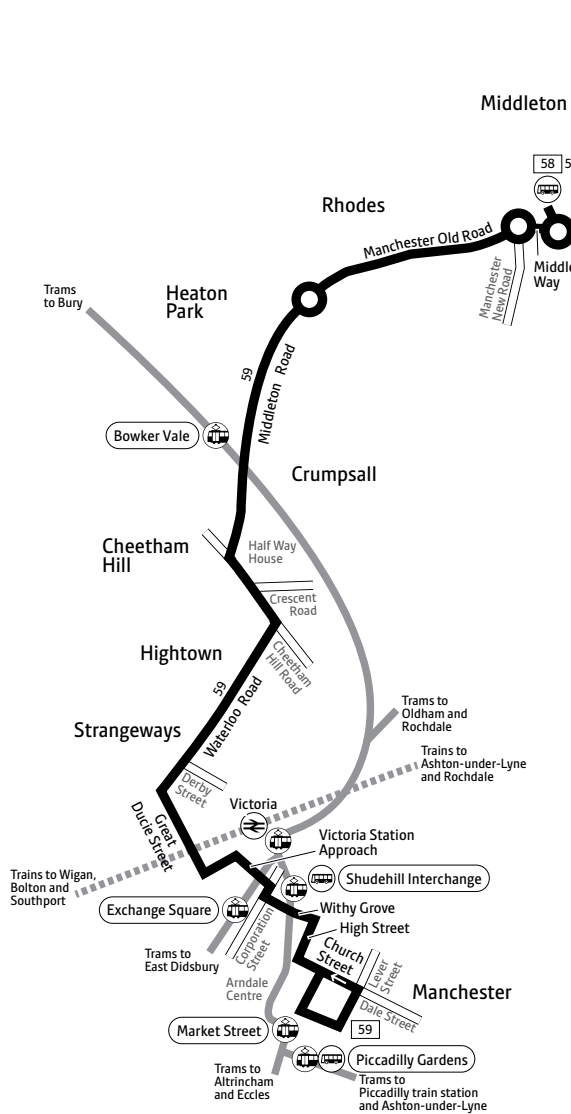 Middleton
58 5
Rhodes
Manchester Old Road
Manchester
New Road
Middle
Way
Trams
to Bury
Heaton
Park
59
Middleton Road
Bowker Vale
Crumpsall
Cheetham
Hill
Half Way
House
Crescent
Road
Cheetham
Hill Road
Hightown
59
Waterloo Road
Strangeways
Trams to
Oldham and
Rochdale
Trains to
Ashton-under-Lyne
and Rochdale
Derby
Street
Great
Ducie Street
Victoria
Victoria Station
Approach
Trains to Wigan,
Bolton and
Southport
Shudehill Interchange
Exchange Square
Withy Grove
High Street
Corporation
Street
Church
Street
Lever
Street
Trams to
East Didsbury
Arndale
Centre
Manchester
Dale Street
Market Street
59
Piccadilly Gardens
Trams to
Altrincham
and Eccles
Trams to
Piccadilly train station
and Ashton-under-Lyne